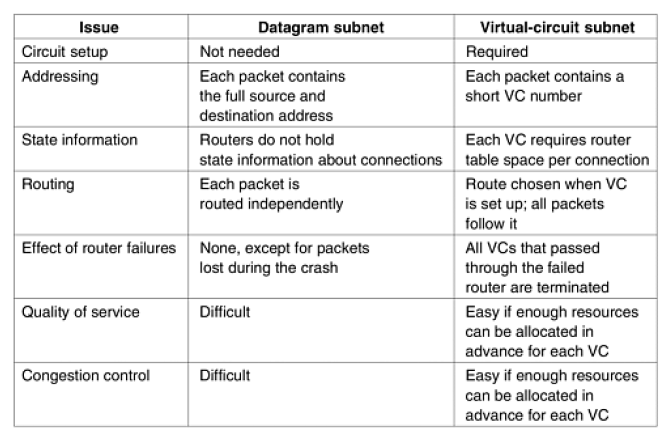 Issue Datagram subnet Virtual-circuit subnet
Circuit setup Not needed Required
Addressing Each packet contains Each packet contains a
the full source and short VC number
destination address
State information Routers do not hold Each VC requires router
state information about connections table space per connection
Routing Each packet is Route chosen when VC
routed independently is set up; all packets
follow it
Effect of router failures None, except for packets All VCs that passed
lost during the crash through the failed
router are terminated
Quality of service Difficult Easy if enough resources
can be allocated in
advance for each VC
Congestion control Difficult Easy if enough resources
can be allocated in
advance for each VC